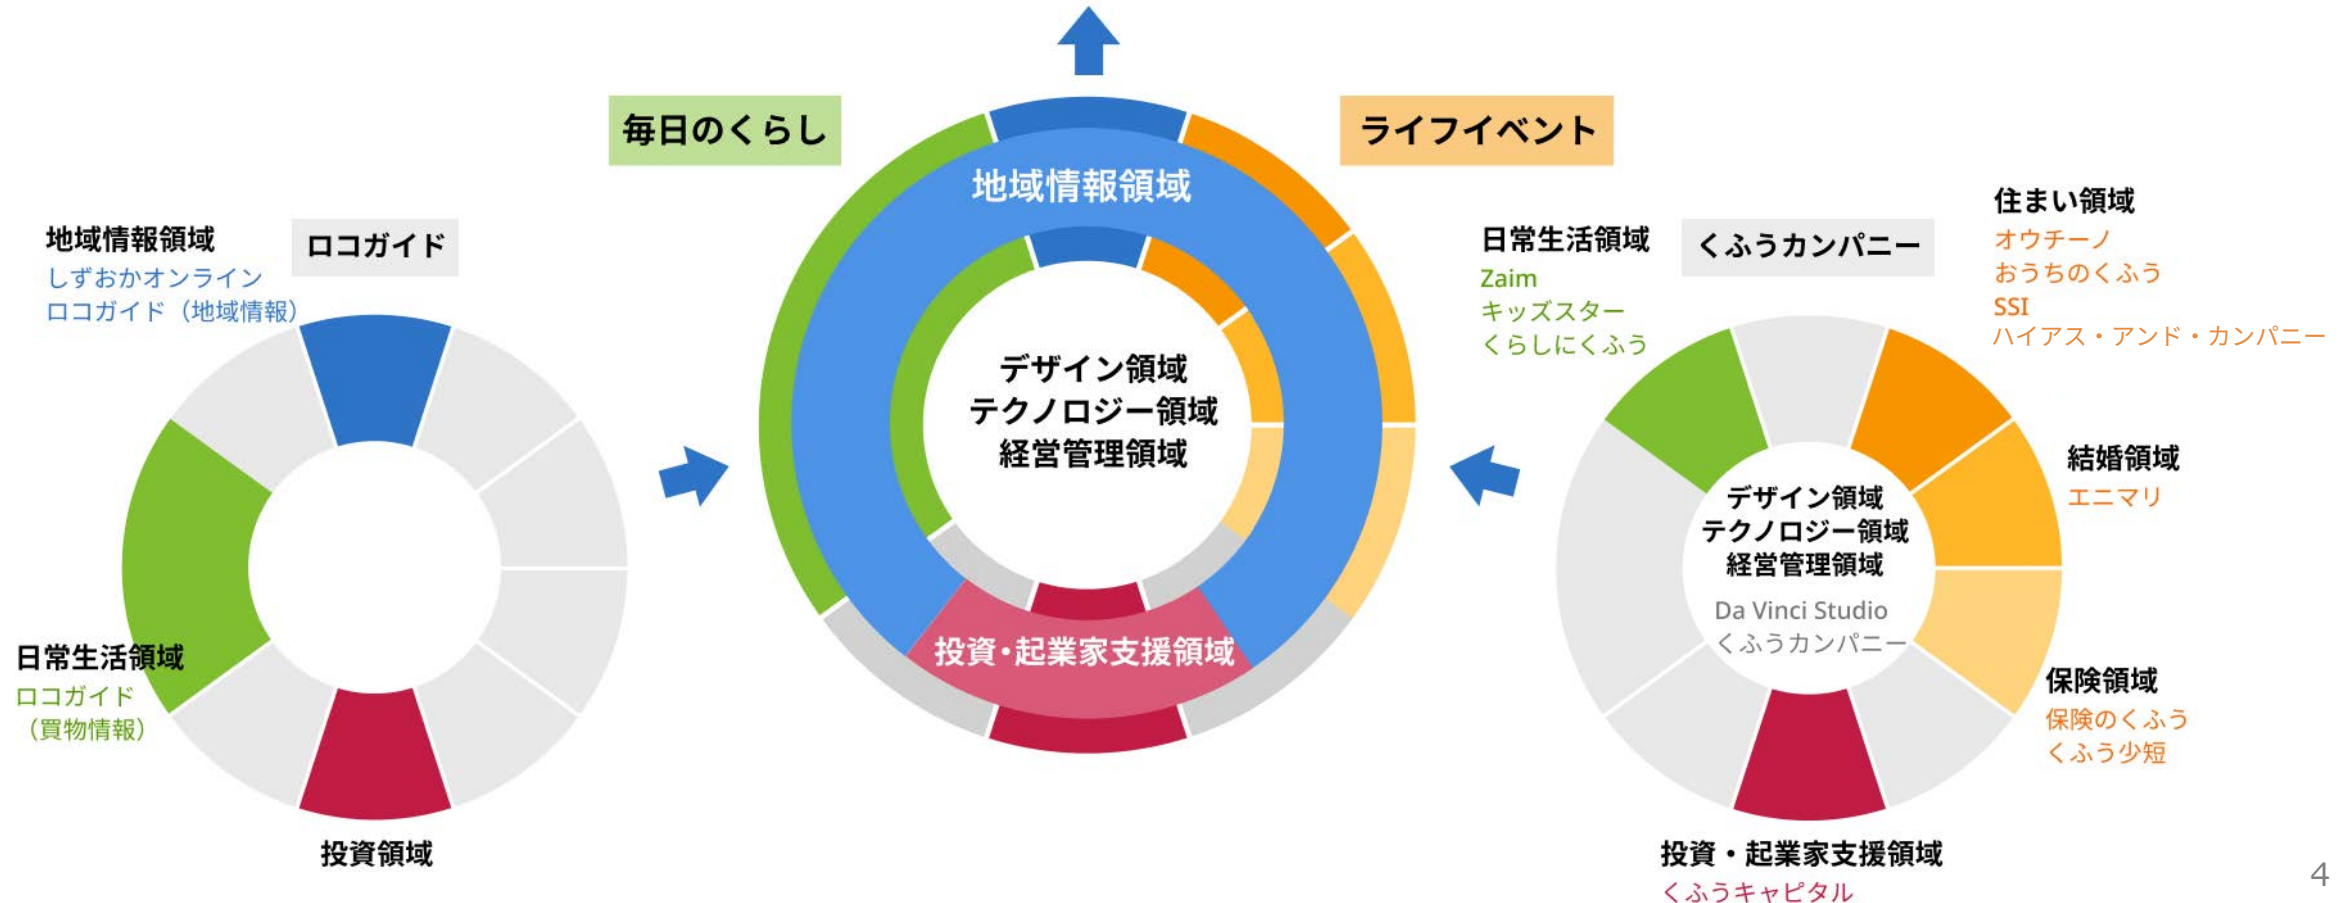 毎日のくらし
ライフイベント
地域情報領域
デザイン領域
テクノロジー領域
経営管理領域
投資・起業家支援領域
ロコガイド
地域情報領域
しずおかオンライン
ロコガイド（地域情報）
日常生活領域
ロコガイド
（買物情報）
投資領域
くふうカンパニー
日常生活領域
Zaim
キッズスター
くらしにくふう
住まい領域
オウチーノ
おうちのくふう
SSI
ハイアス・アンド・カンパニー
結婚領域
エニマリ
デザイン領域
テクノロジー領域
経営管理領域
Da Vinci Studio
くふうカンパニー
保険領域
保険のくふう
くふう少短
投資・起業家支援領域
くふうキャピタル
4